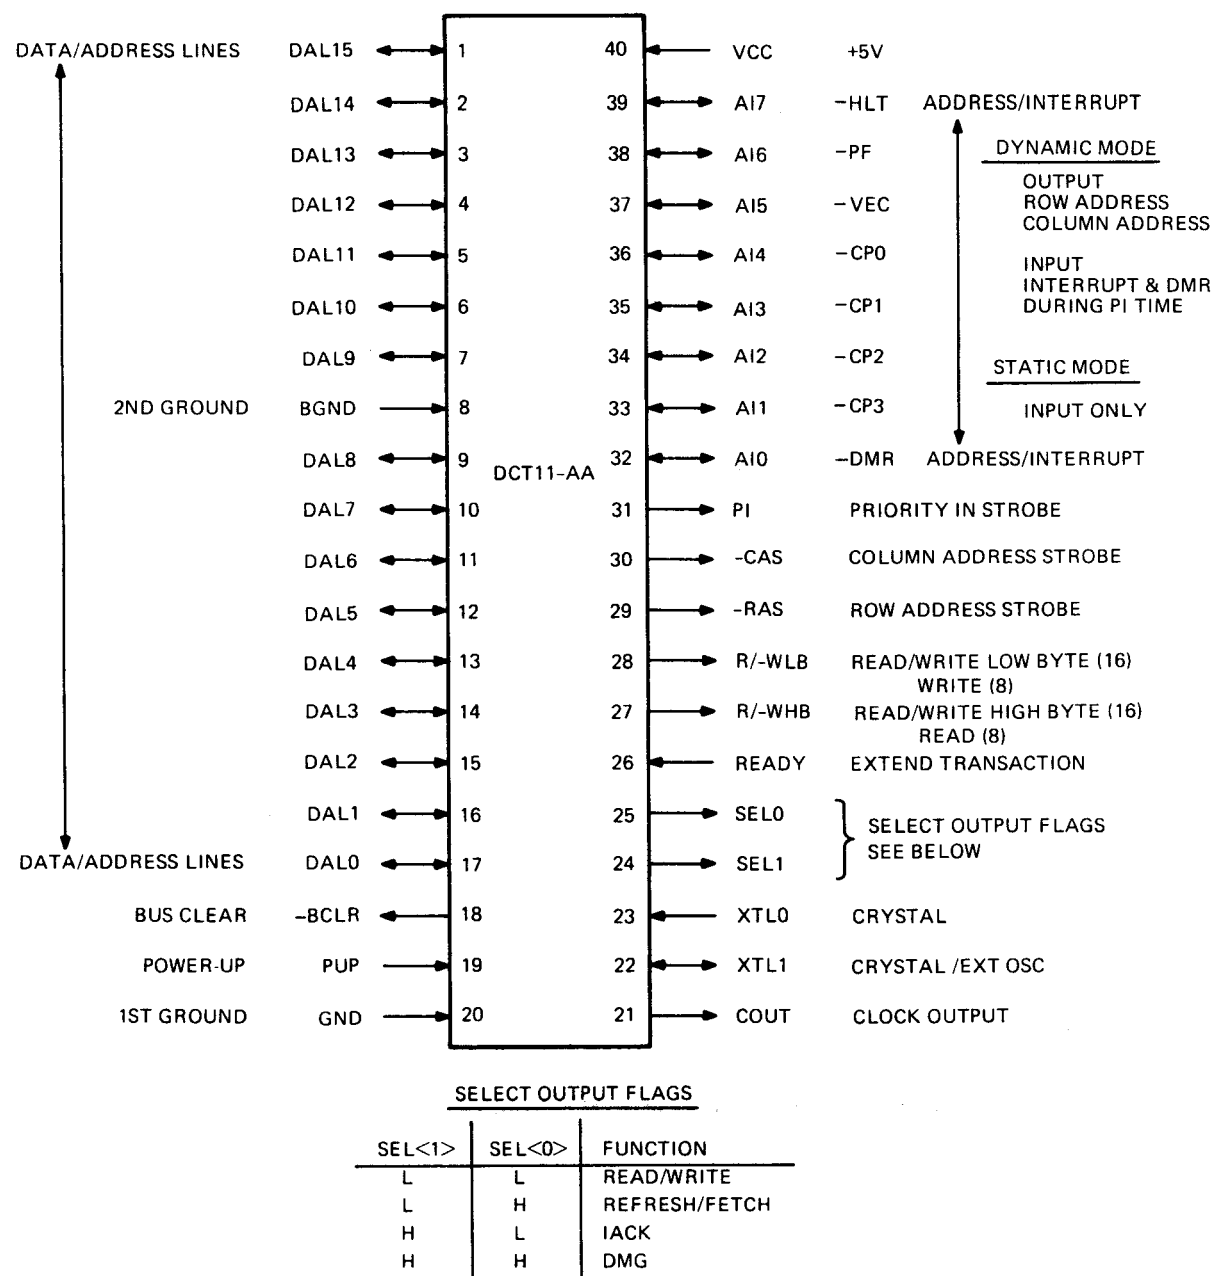 DATA/ADDRESS LINES DAL15 1 40 VCC +5V
DAL14 2 39 AI7 -HLT ADDRESS/INTERRUPT
DAL13 3 38 AI6 -PF DYNAMIC MODE
OUTPUT
DAL12 4 37 AI5 -VEC ROW ADDRESS
COLUMN ADDRESS
DAL11 5 36 AI4 -CP0 INPUT
INTERRUPT & DMR
DAL10 6 35 AI3 -CP1 DURING PI TIME
DAL9 7 34 AI2 -CP2 STATIC MODE
2ND GROUND BGND 8 33 AI1 -CP3 INPUT ONLY
DAL8 9 32 AI0 -DMR ADDRESS/INTERRUPT
DCT11-AA
DAL7 10 31 PI PRIORITY IN STROBE
DAL6 11 30 -CAS COLUMN ADDRESS STROBE
DAL5 12 29 -RAS ROW ADDRESS STROBE
DAL4 13 28 R/-WLB READ/WRITE LOW BYTE (16)
WRITE (8)
DAL3 14 27 R/-WHB READ/WRITE HIGH BYTE (16)
READ (8)
DAL2 15 26 READY EXTEND TRANSACTION
DAL1 16 25 SEL0 SELECT OUTPUT FLAGS
SEE BELOW
DATA/ADDRESS LINES DAL0 17 24 SEL1
BUS CLEAR -BCLR 18 23 XTL0 CRYSTAL
POWER-UP PUP 19 22 XTL1 CRYSTAL /EXT OSC
1ST GROUND GND 20 21 COUT CLOCK OUTPUT
SELECT OUTPUT FLAGS
SEL<1> SEL<0> FUNCTION
L L READ/WRITE
L H REFRESH/FETCH
H L IACK
H H DMG